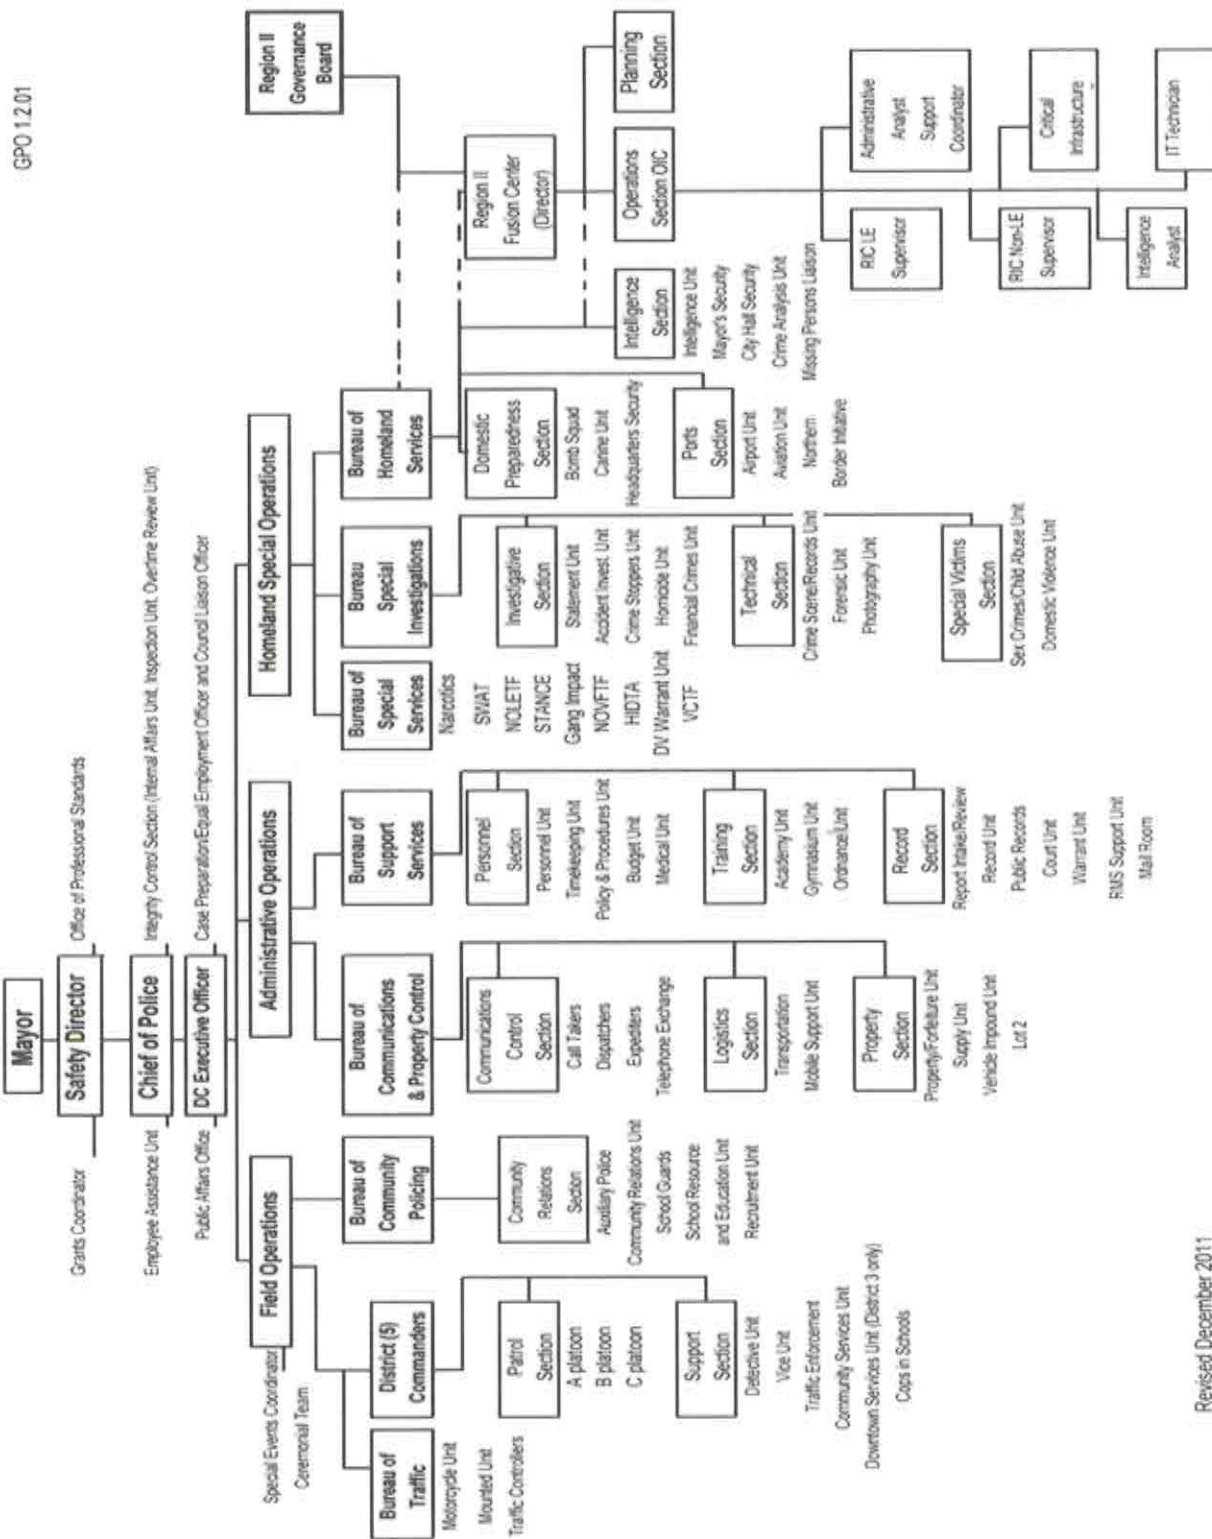 GPO 1.2.01
Mayor
Safety Director
Grants Coordinator
Office of Professional Standards
Chief of Police
Employee Assistance Unit
Integrity Control Section (Internal Affairs Unit, Inspection Unit, Overtime Review Unit)
DC Executive Officer
Public Affairs Office
Case Preparation/Equal Employment Officer and Council Liaison Officer
Field Operations
Special Events Coordinator
Ceremonial Team
Bureau of
Traffic
Motorcycle Unit
Mounted Unit
Traffic Controllers
District (5)
Commanders
Patrol
Section
A platoon
B platoon
C platoon
Support
Section
Detective Unit
Vice Unit
Traffic Enforcement
Community Services Unit
Downtown Services Unit (District 3 only)
Cops in Schools
Bureau of
Community
Policing
Community
Relations
Section
Auxiliary Police
Community Relations Unit
School Guards
School Resource
and Education Unit
Recruitment Unit
Administrative Operations
Bureau of
Communications
& Property Control
Communications
Control
Section
Call Takers
Dispatchers
Expediters
Telephone Exchange
Logistics
Section
Transportation
Mobile Support Unit
Property
Section
Property/Forfeiture Unit
Supply Unit
Vehicle Impound Unit
Lot 2
Bureau of
Support
Services
Personnel
Section
Personnel Unit
Timekeeping Unit
Policy & Procedures Unit
Budget Unit
Medical Unit
Training
Section
Academy Unit
Gymnasium Unit
Ordnance Unit
Record
Section
Report Intake/Review
Record Unit
Public Records
Court Unit
Warrant Unit
RMS Support Unit
Mail Room
Homeland Special Operations
Bureau of
Special
Services
Narcotics
SWAT
NOLETF
STANCE
Gang Impact
NOVFTF
HIDTA
DV Warrant Unit
VCTF
Bureau
Special
Investigations
Investigative
Section
Statement Unit
Accident Invest. Unit
Crime Stoppers Unit
Homicide Unit
Financial Crimes Unit
Technical
Section
Crime Scene/Records Unit
Forensic Unit
Photography Unit
Special Victims
Section
Sex Crimes/Child Abuse Unit
Domestic Violence Unit
Bureau of
Homeland
Services
Domestic
Preparedness
Section
Bomb Squad
Canine Unit
Headquarters Security
Ports
Section
Airport Unit
Aviation Unit
Northern
Border Initiative
Intelligence
Section
Intelligence Unit
Mayor's Security
City Hall Security
Crime Analysis Unit
Missing Persons Liaison
Region II
Governance
Board
Region II
Fusion Center
(Director)
Operations
Section OIC
Planning
Section
RIC LE
Supervisor
Administrative
Analyst
Support
Coordinator
RIC Non-LE
Supervisor
Critical
Infrastructure
Intelligence
Analyst
IT Technician
Revised December 2011